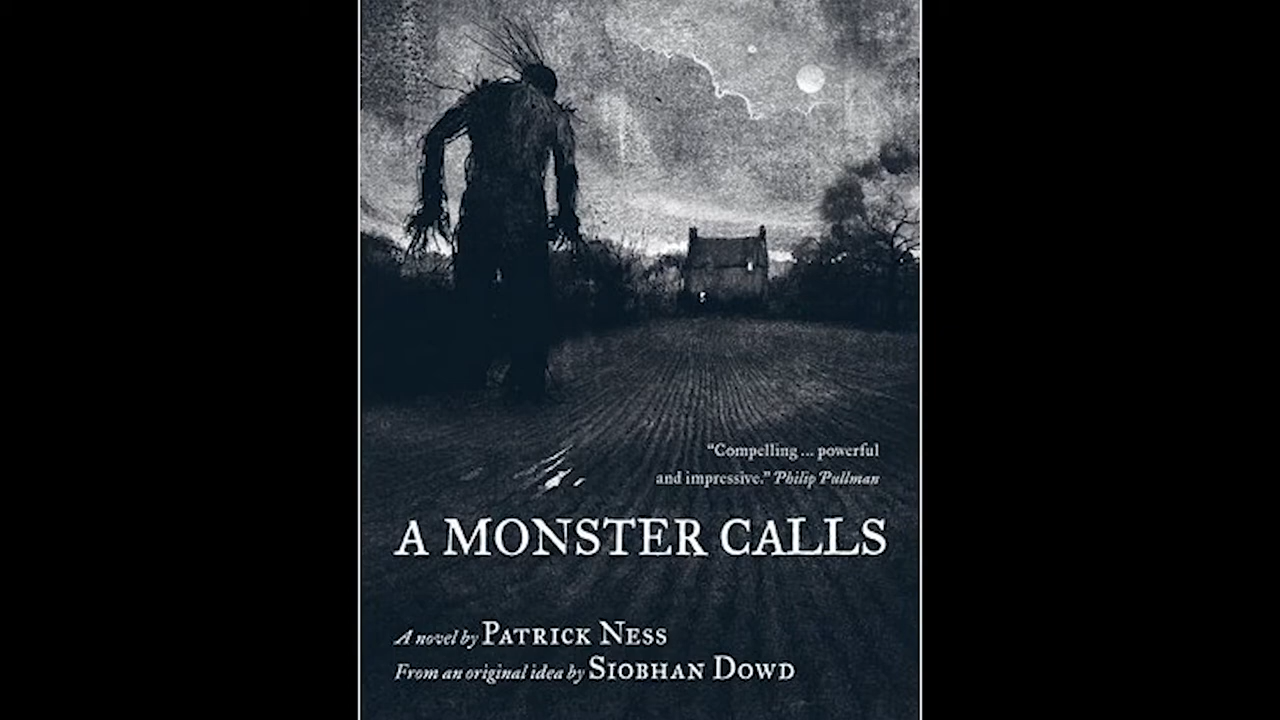 “Compelling ... powerful
and impressive.” Philip Pullman
A MONSTER CALLS
A novel by PATRICK NESS
From an original idea by SIOBHAN DOWD